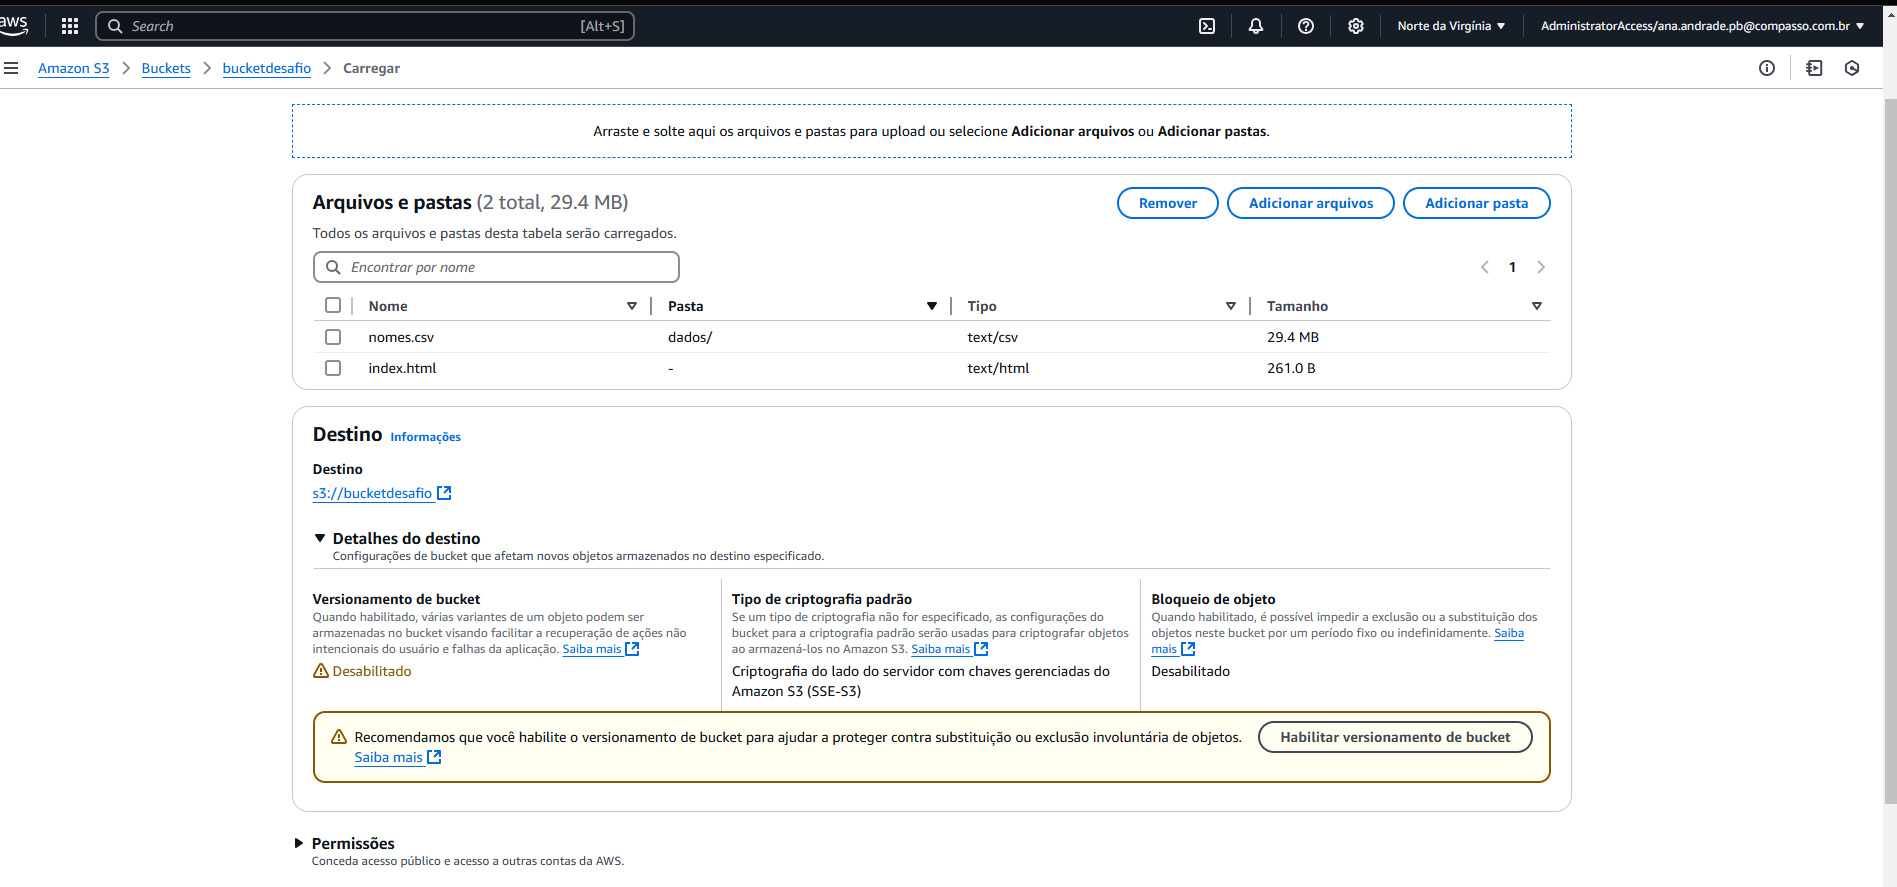 aws
Search [Alt+S]
Norte da Virgínia
AdministratorAccess/ana.andrade.pb@compasso.com.br
Amazon S3 > Buckets > bucketdesafio > Carregar
Arraste e solte aqui os arquivos e pastas para upload ou selecione Adicionar arquivos ou Adicionar pastas.
Arquivos e pastas (2 total, 29.4 MB)
Remover
Adicionar arquivos
Adicionar pasta
Todos os arquivos e pastas desta tabela serão carregados.
Encontrar por nome
1
Nome Pasta Tipo Tamanho
nomes.csv dados/ text/csv 29.4 MB
index.html - text/html 261.0 B
Destino Informações
Destino
s3://bucketdesafio
Detalhes do destino
Configurações de bucket que afetam novos objetos armazenados no destino especificado.
Versionamento de bucket
Quando habilitado, várias variantes de um objeto podem ser
armazenadas no bucket visando facilitar a recuperação de ações não
intencionais do usuário e falhas da aplicação. Saiba mais
Desabilitado
Tipo de criptografia padrão
Se um tipo de criptografia não for especificado, as configurações do
bucket para a criptografia padrão serão usadas para criptografar objetos
ao armazená-los no Amazon S3. Saiba mais
Criptografia do lado do servidor com chaves gerenciadas do
Amazon S3 (SSE-S3)
Bloqueio de objeto
Quando habilitado, é possível impedir a exclusão ou a substituição dos
objetos neste bucket por um período fixo ou indefinidamente. Saiba
mais
Desabilitado
Recomendamos que você habilite o versionamento de bucket para ajudar a proteger contra substituição ou exclusão involuntária de objetos.
Saiba mais
Habilitar versionamento de bucket
Permissões
Conceda acesso público e acesso a outras contas da AWS.